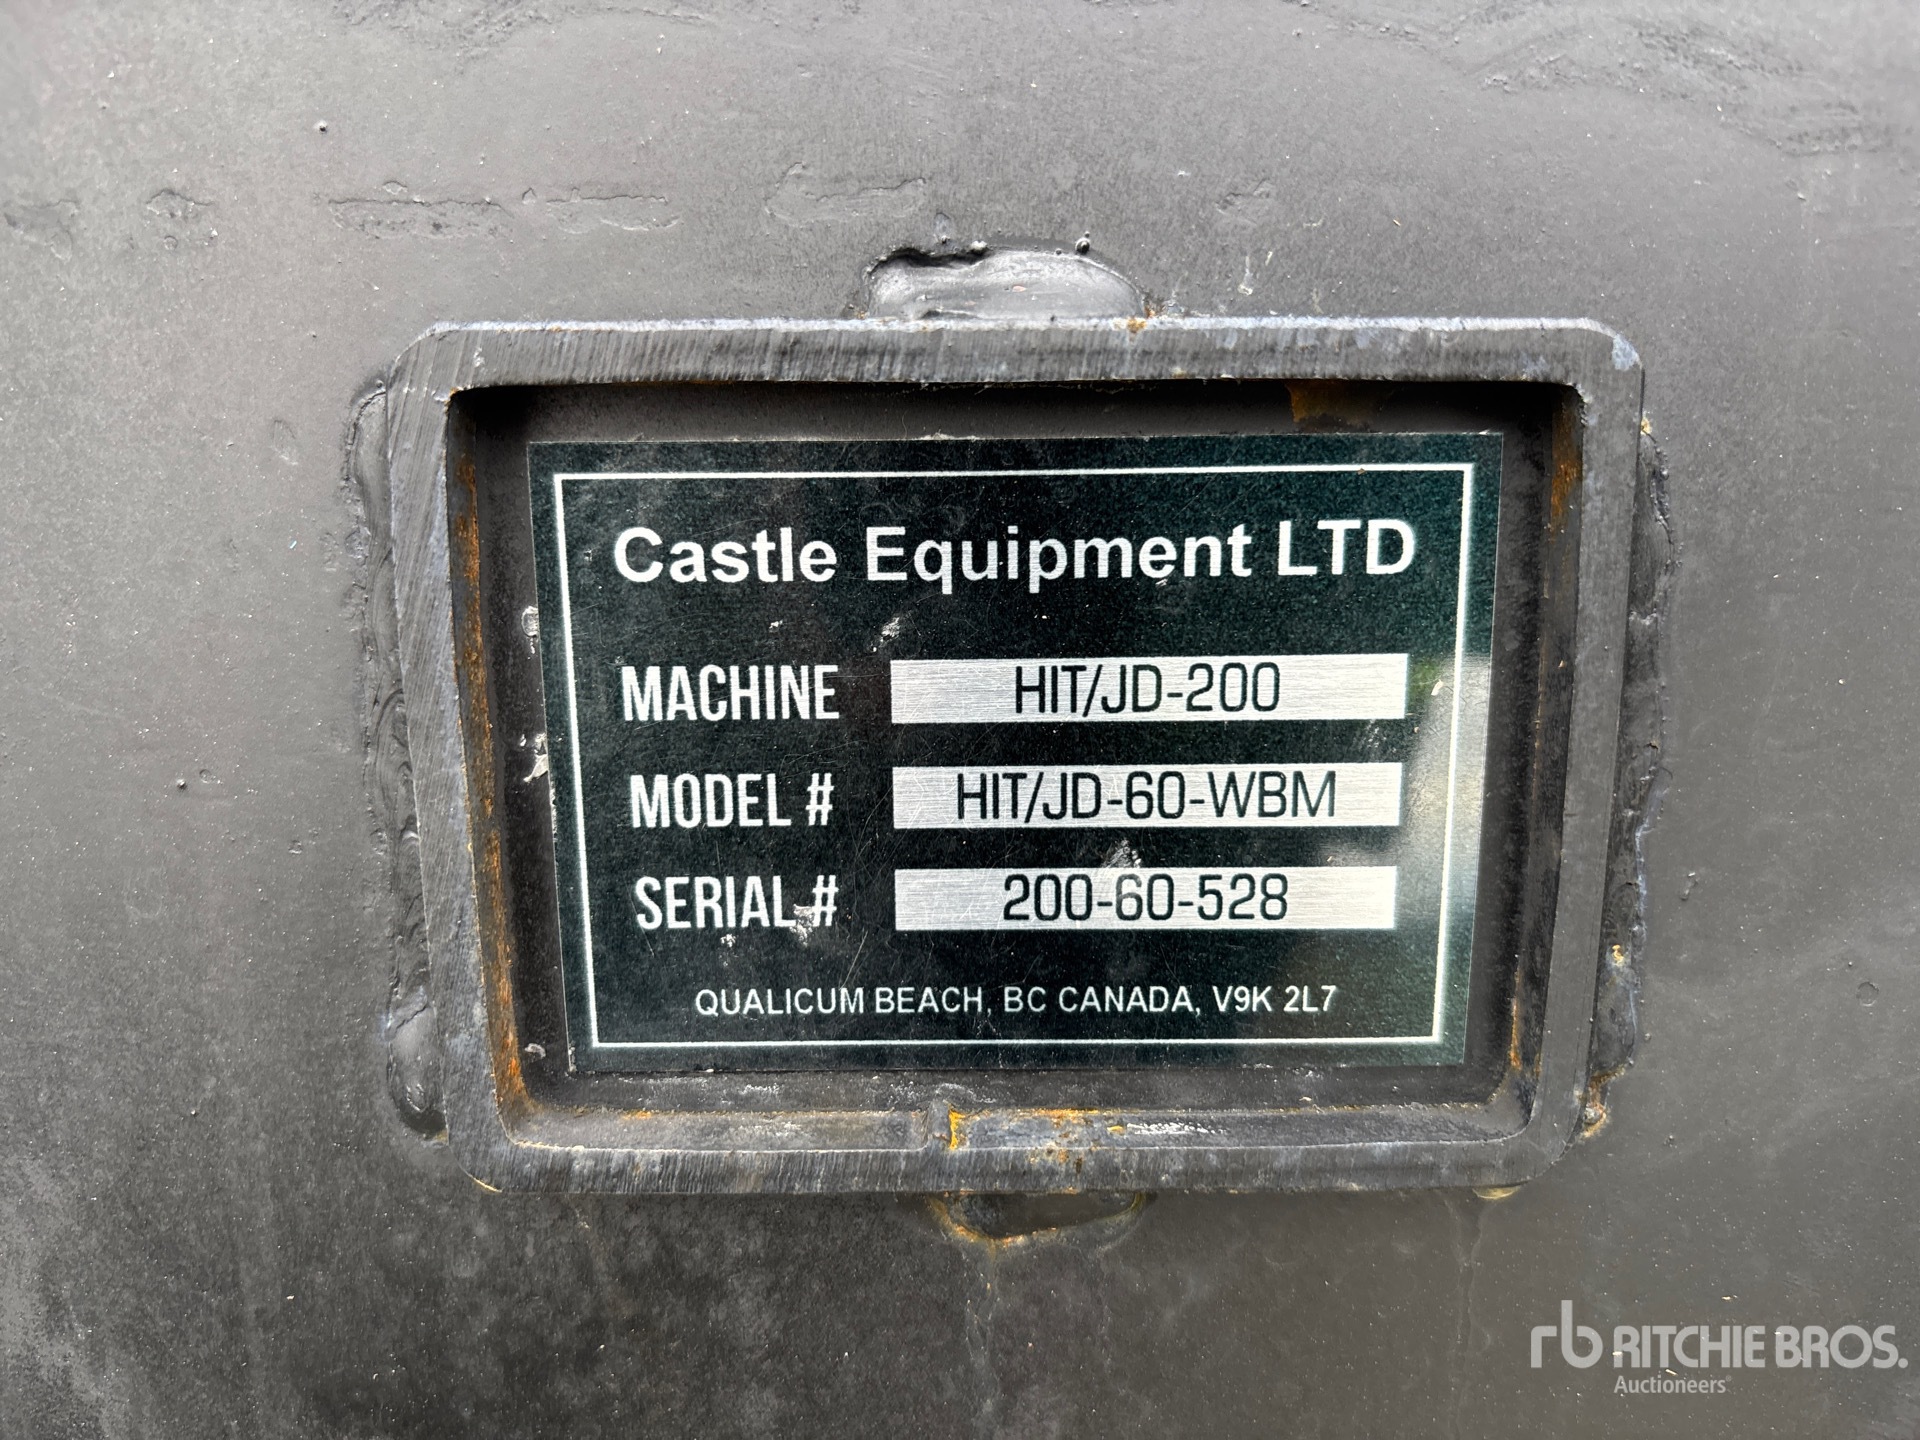 Castle Equipment LTD
MACHINE HIT/JD-200
MODEL # HIT/JD-60-WBM
SERIAL # 200-60-528
QUALICUM BEACH, BC CANADA, V9K 2L7
rb RITCHIE BROS.
Auctioneers